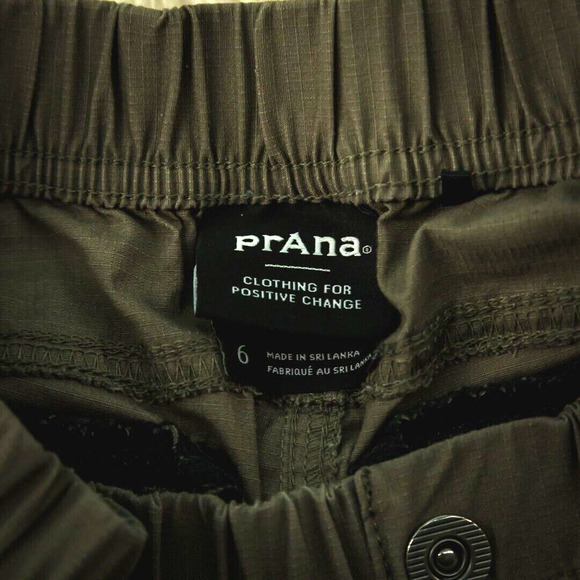 prAna®
CLOTHING FOR
POSITIVE CHANGE
6
MADE IN SRI LANKA
FABRIQUÉ AU SRI LANKA